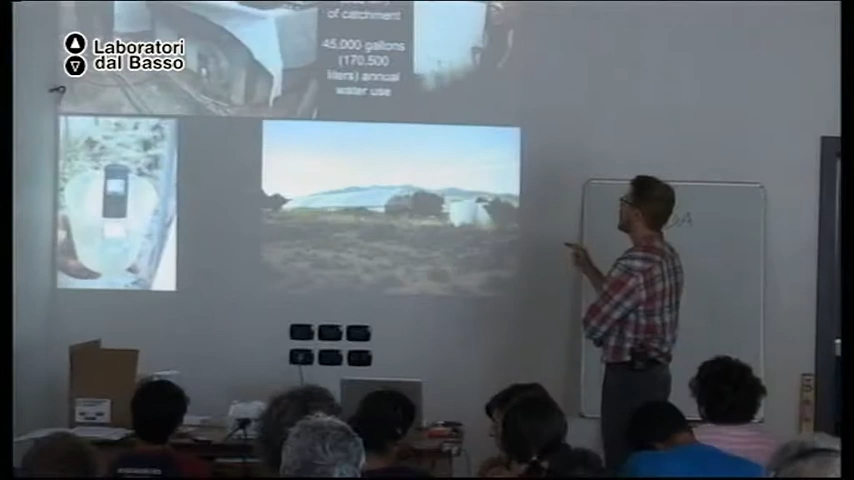 Laboratori
dal Basso
of catchment
45,000 gallons
(170.500
liters) annual
water use